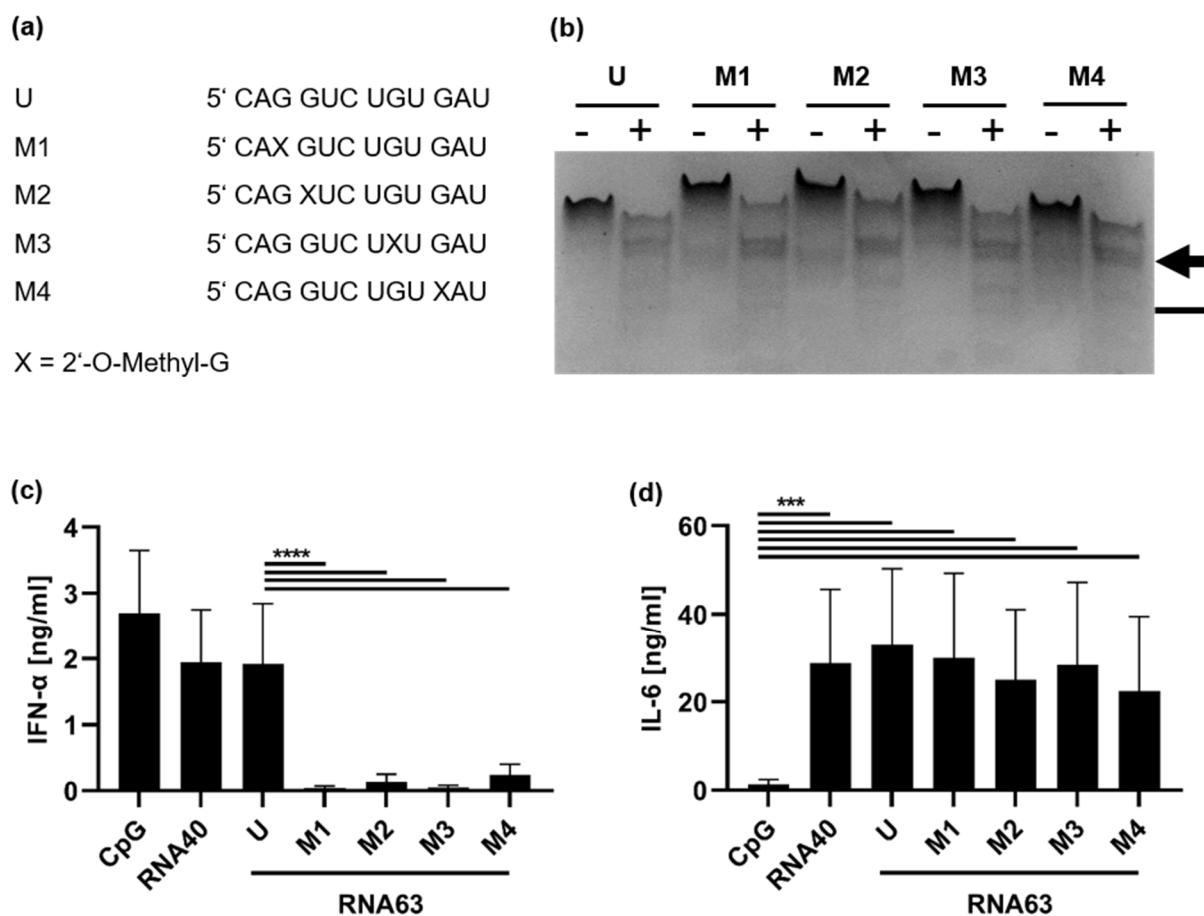 (a)
U 5‘ CAG GUC UGU GAU
M1 5‘ CAX GUC UGU GAU
M2 5‘ CAG XUC UGU GAU
M3 5‘ CAG GUC UXU GAU
M4 5‘ CAG GUC UGU XAU
X = 2‘-O-Methyl-G
(b)
U M1 M2 M3 M4
- + - + - + - + - +
(c)
IFN-α [ng/ml]
4
3
2
1
0
****
CpG RNA40 U M1 M2 M3 M4
RNA63
(d)
IL-6 [ng/ml]
60
40
20
0
***
CpG RNA40 U M1 M2 M3 M4
RNA63